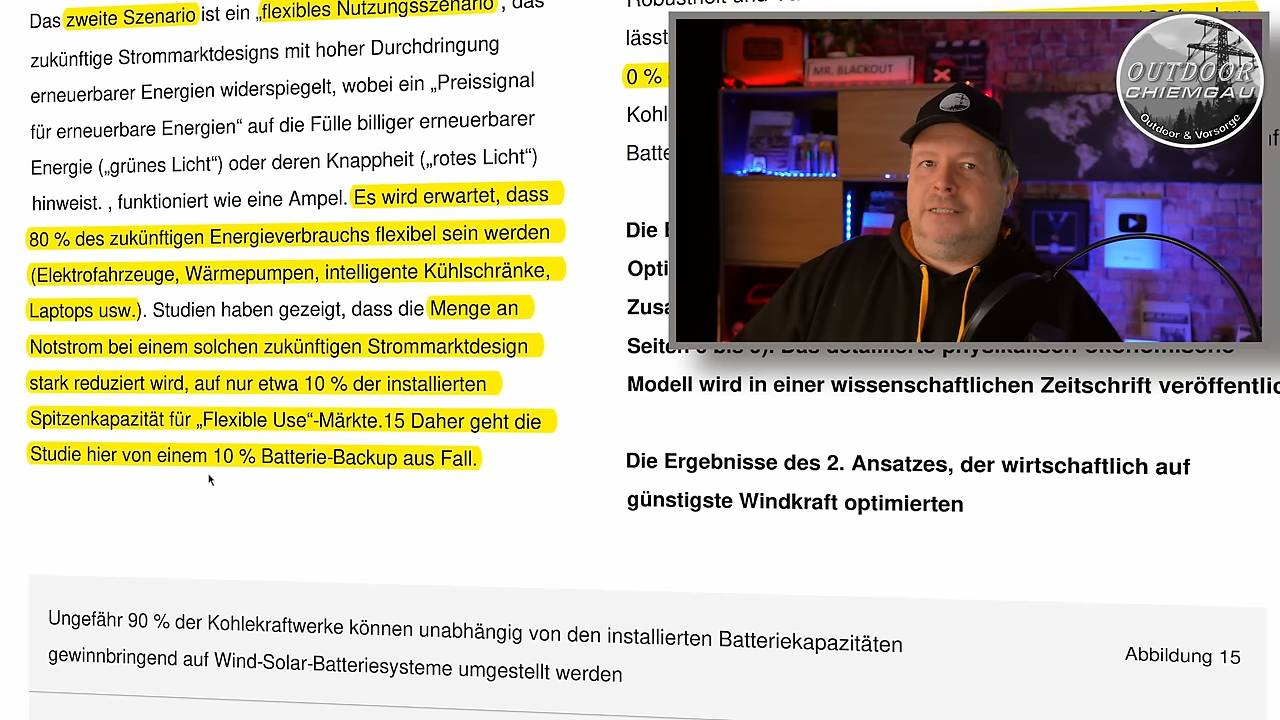 Das zweite Szenario ist ein „flexibles Nutzungsszenario“, das
zukünftige Strommarktdesigns mit hoher Durchdringung
erneuerbarer Energien widerspiegelt, wobei ein „Preissignal
für erneuerbare Energien“ auf die Fülle billiger erneuerbarer
Energie („grünes Licht“) oder deren Knappheit („rotes Licht“)
hinweist. , funktioniert wie eine Ampel. Es wird erwartet, dass
80 % des zukünftigen Energieverbrauchs flexibel sein werden
(Elektrofahrzeuge, Wärmepumpen, intelligente Kühlschränke,
Laptops usw.). Studien haben gezeigt, dass die Menge an
Notstrom bei einem solchen zukünftigen Strommarktdesign
stark reduziert wird, auf nur etwa 10 % der installierten
Spitzenkapazität für „Flexible Use“-Märkte.15 Daher geht die
Studie hier von einem 10 % Batterie-Backup aus Fall.
lässt
0 %
Kohl
Batte
Die
Opti
Zusa
Modell wird in einer wissenschaftlichen Zeitschrift veröffentlic
Die Ergebnisse des 2. Ansatzes, der wirtschaftlich auf
günstigste Windkraft optimierten
MR. BLACKOUT
OUTDOOR
CHIEMGAU
Outdoor & Vorsorge
Ungefähr 90 % der Kohlekraftwerke können unabhängig von den installierten Batteriekapazitäten
gewinnbringend auf Wind-Solar-Batteriesysteme umgestellt werden
Abbildung 15